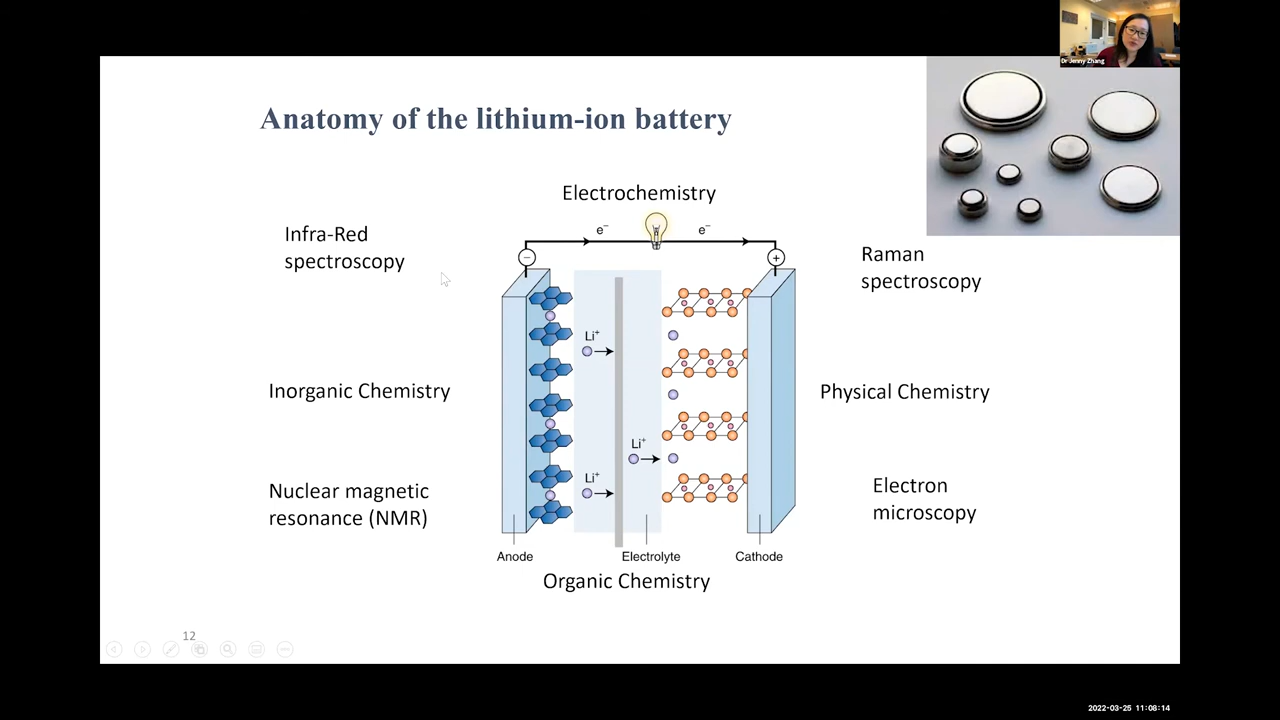 Dr Jenny Zhang
Anatomy of the lithium-ion battery
Electrochemistry
Infra-Red
spectroscopy
e⁻
e⁻
Raman
spectroscopy
−
+
Li⁺
Inorganic Chemistry
Physical Chemistry
Li⁺
Li⁺
Nuclear magnetic
resonance (NMR)
Electron
microscopy
Anode
Electrolyte
Cathode
Organic Chemistry
12
2022-03-25 11:08:14